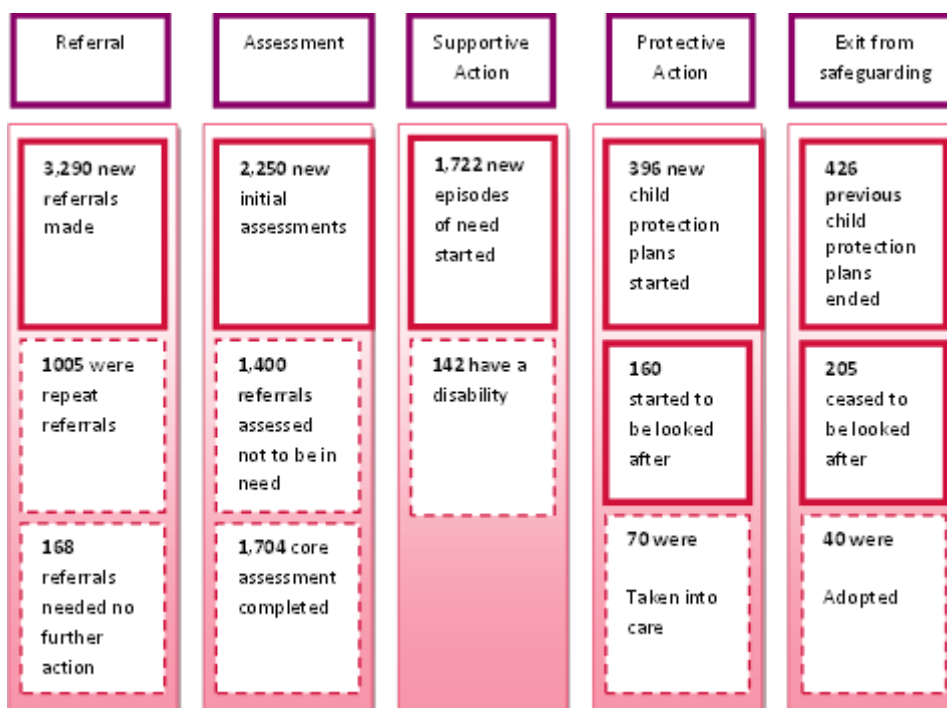 Referral
Assessment
Supportive
Action
Protective
Action
Exit from
safeguarding
3,290 new
referrals
made
1005 were
repeat
referrals
168
referrals
needed no
further
action
2,250 new
initial
assessments
1,400
referrals
assessed
not to be in
need
1,704 core
assessment
completed
1,722 new
episodes
of need
started
142 have a
disability
396 new
child
protection
plans
started
160
started to
be looked
after
70 were
Taken into
care
426
previous
child
protection
plans
ended
205
ceased to
be looked
after
40 were
Adopted